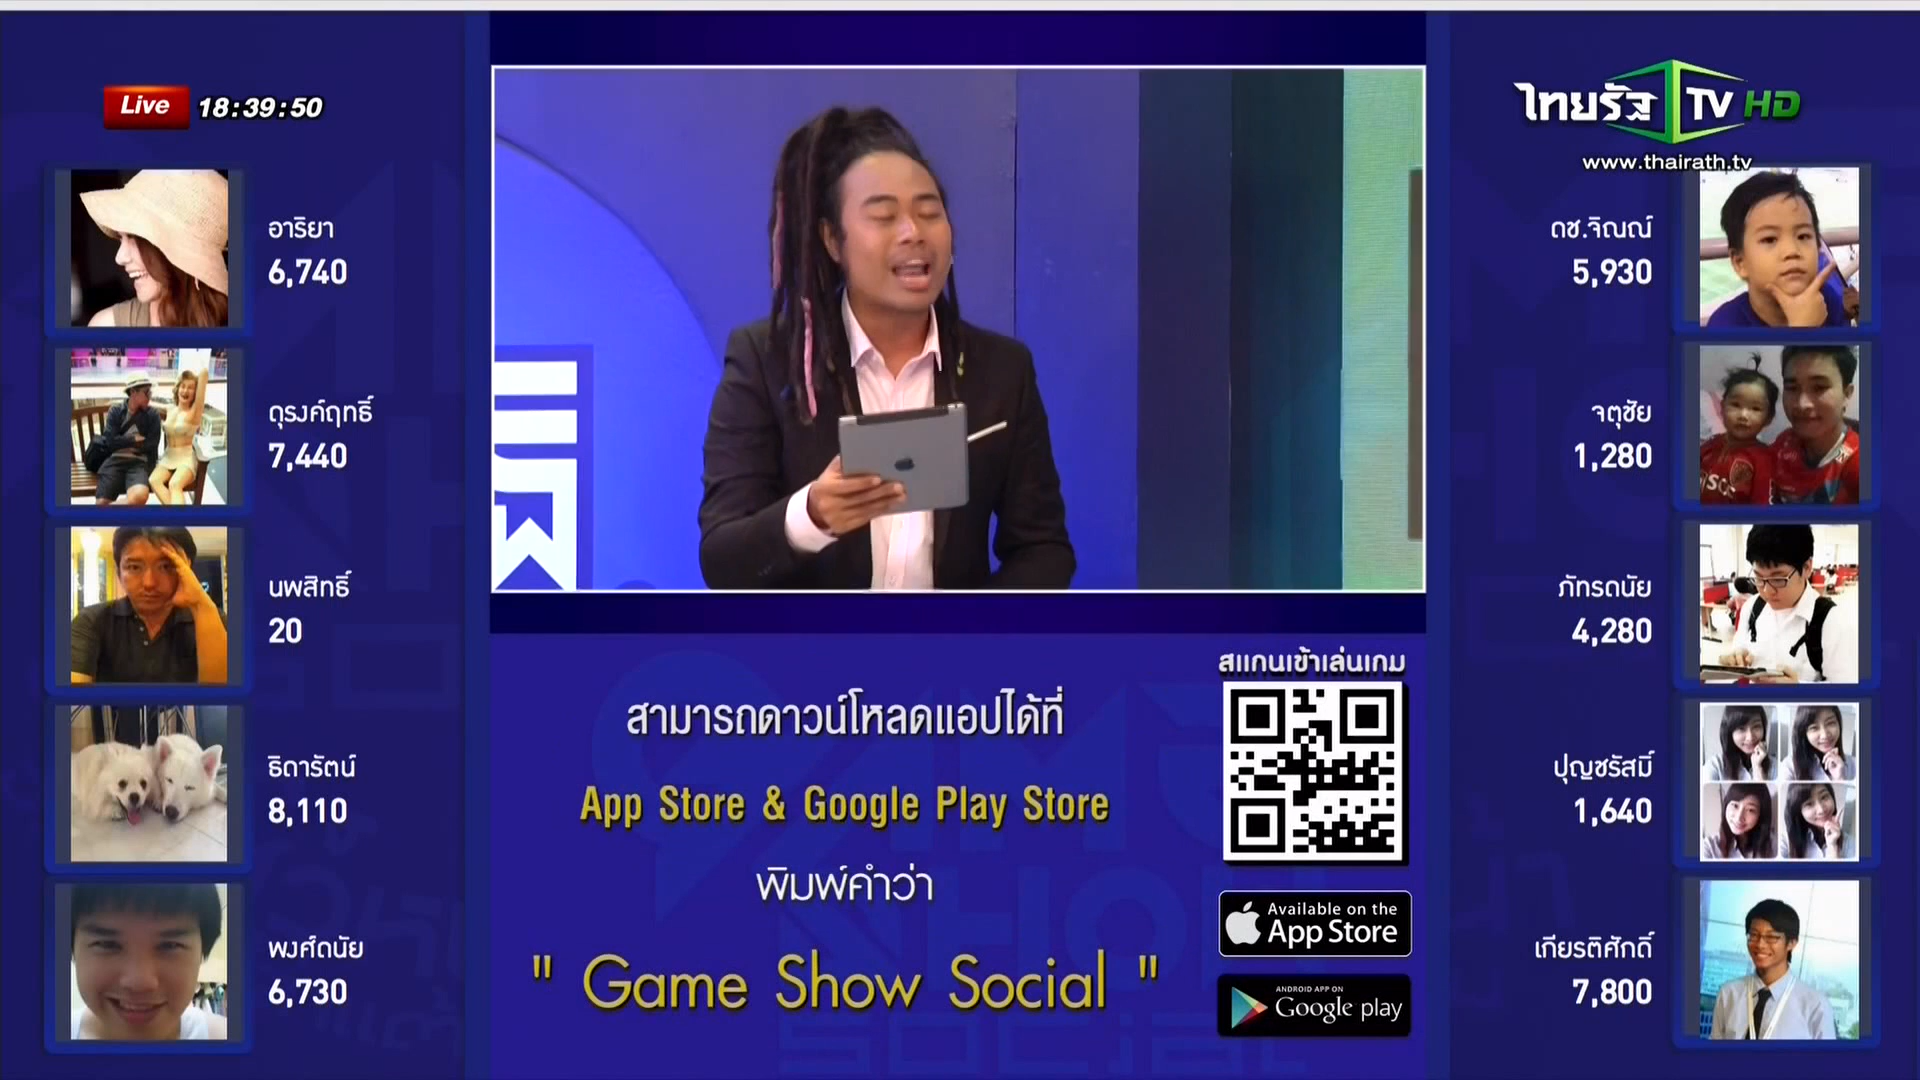 Live 18:39:50
ไทยรัฐ TV HD
www.thairath.tv
อาริยา
6,740
ดุรงค์ฤทธิ์
7,440
นพสิทธิ์
20
ธิดารัตน์
8,110
พงศ์ดนัย
6,730
ดช.จิณณ์
5,930
จตุชัย
1,280
ภัทรดนัย
4,280
ปุญชรัสมิ์
1,640
เกียรติศักดิ์
7,800
สแกนเข้าเล่นเกม
สามารถดาวน์โหลดแอปได้ที่
App Store & Google Play Store
พิมพ์คำว่า
" Game Show Social "
Available on the
App Store
ANDROID APP ON
Google play